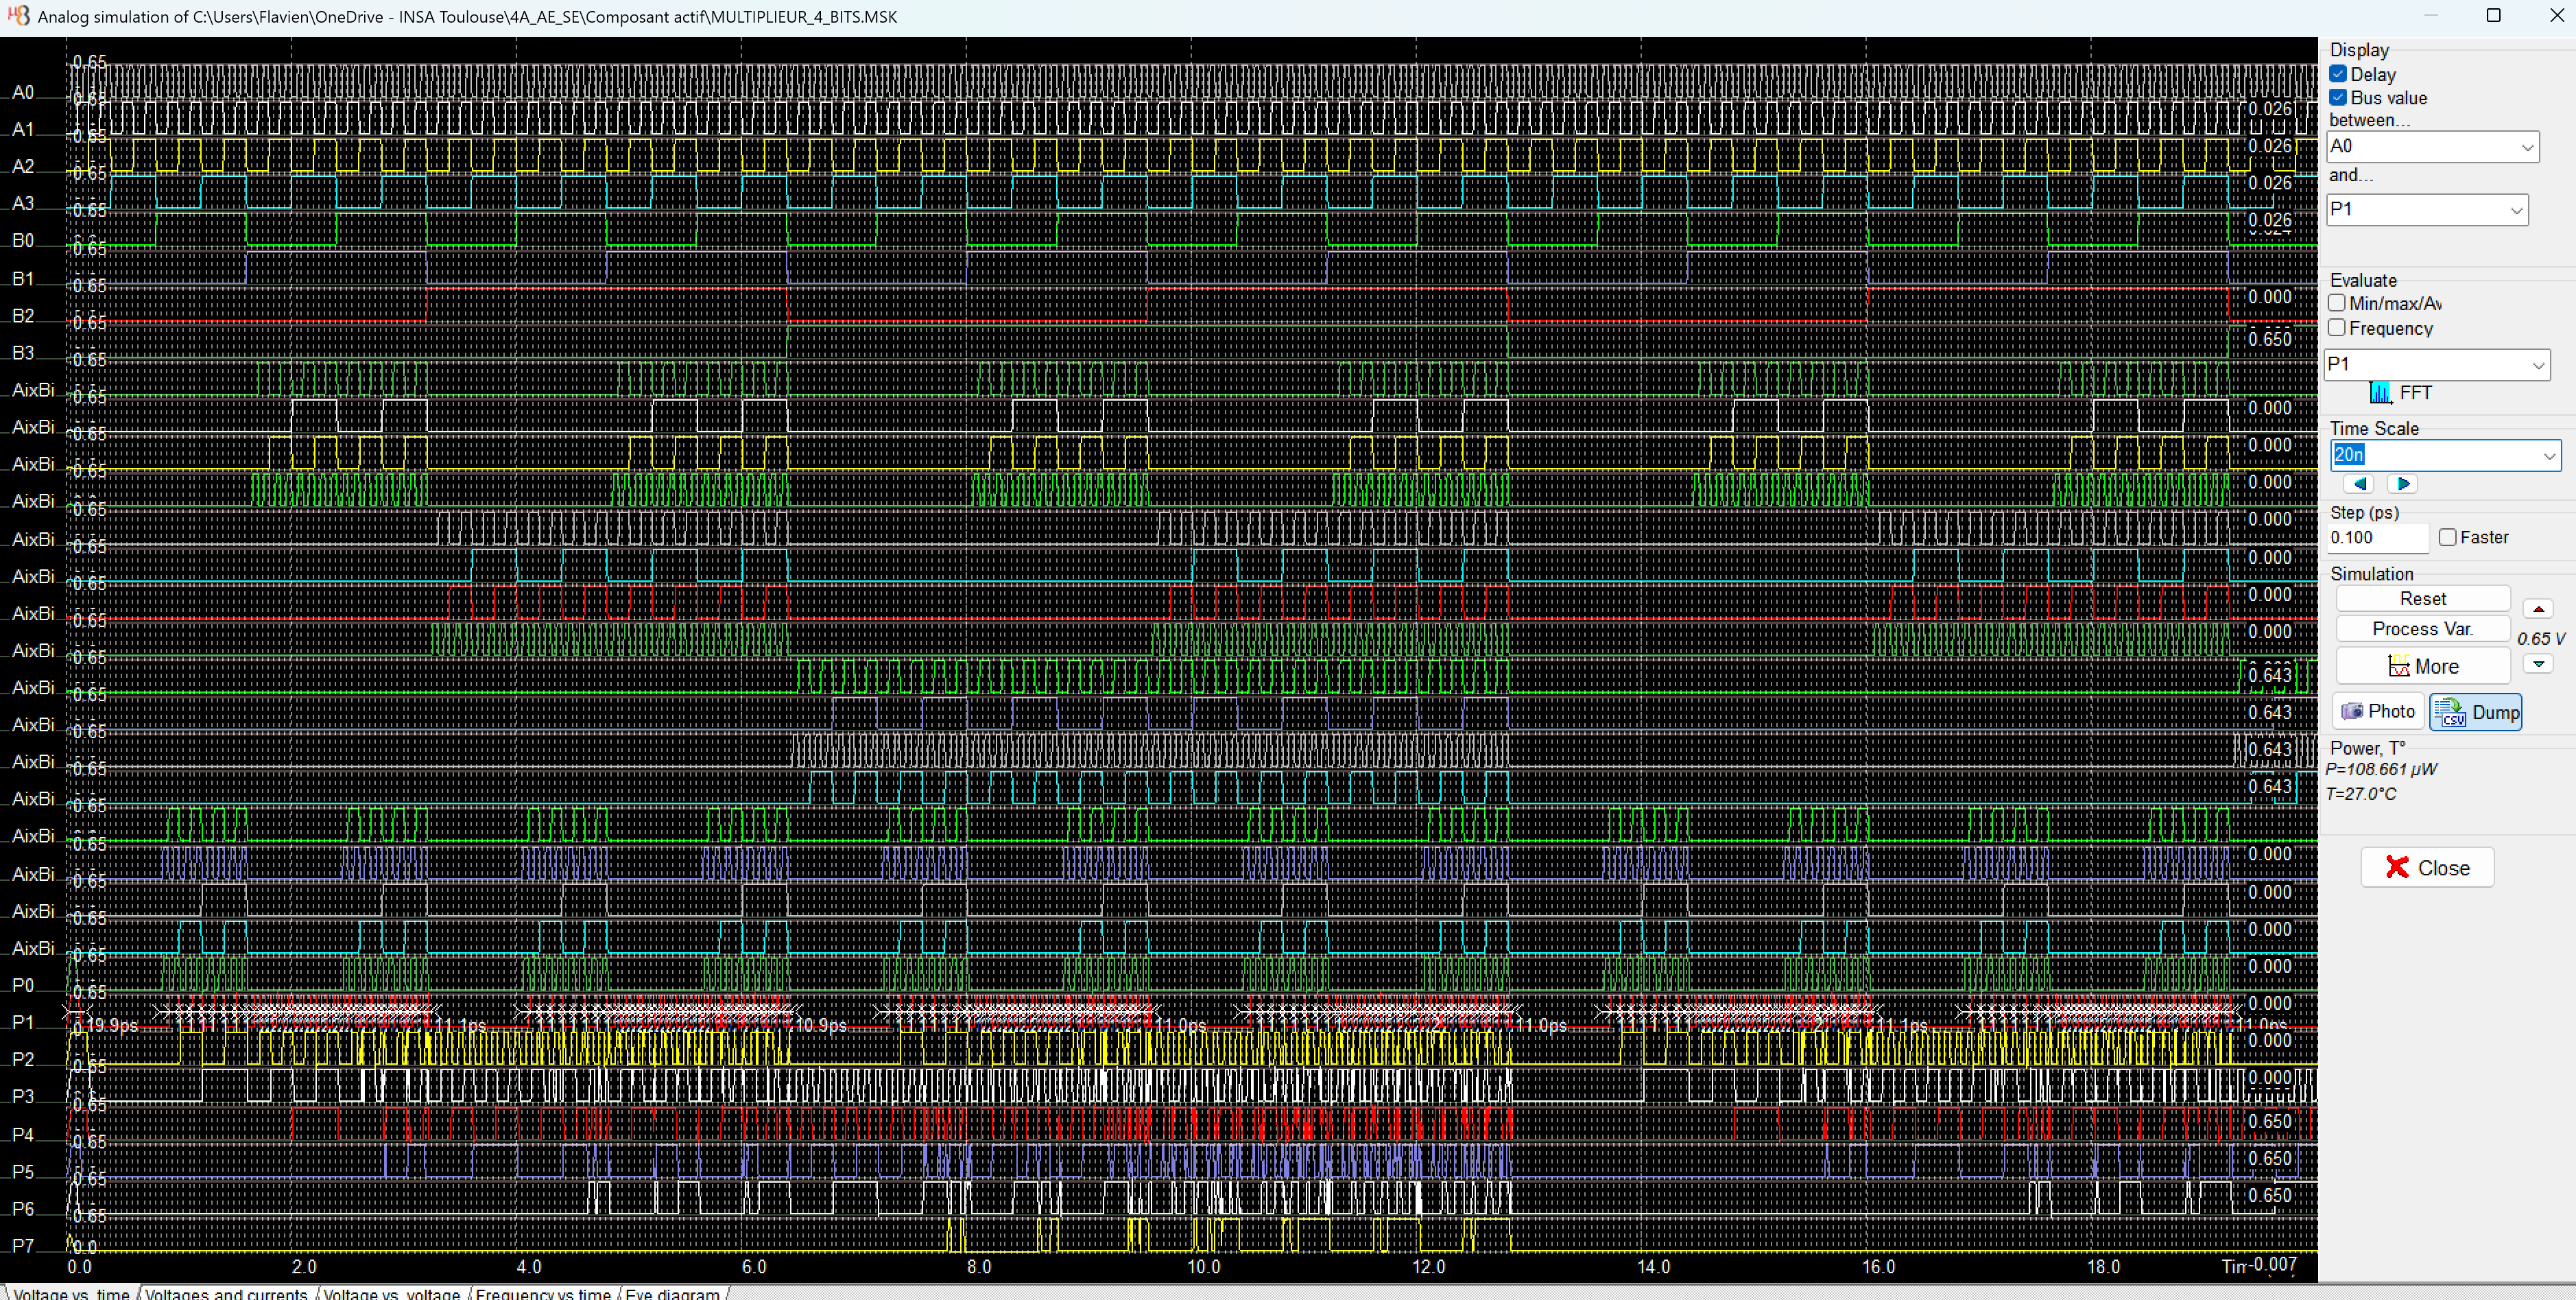 Analog simulation of C:\Users\Flavien\OneDrive - INSA Toulouse\4A_AE_SE\Composant actif\MULTIPLIEUR_4_BITS.MSK
0.65
A0
0.65
0.026
A1
0.65
0.026
A2
0.65
0.026
A3
0.65
0.026
B0
0.65
B1
0.65
0.000
B2
0.65
0.650
B3
0.65
AixBi
0.65
0.000
AixBi
0.65
0.000
AixBi
0.65
0.000
AixBi
0.65
0.000
AixBi
0.65
0.000
AixBi
0.65
0.000
AixBi
0.65
0.000
AixBi
0.65
0.643
AixBi
0.65
0.643
AixBi
0.65
0.643
AixBi
0.65
0.643
AixBi
0.65
AixBi
0.65
0.000
AixBi
0.65
0.000
AixBi
0.65
0.000
AixBi
0.65
0.000
P0
0.65
0.000
P1
19.9ps 11.1ps 10.9ps 11.0ps 11.0ps 11.1ps 11.0ps
0.000
P2
0.65
0.000
P3
0.65
0.650
P4
0.65
0.650
P5
0.65
0.650
P6
0.65
P7
0.0
0.0 2.0 4.0 6.0 8.0 10.0 12.0 14.0 16.0 18.0 -0.007
Voltage vs. time Voltages and currents Voltage vs. voltage Frequency vs time Eye diagram
Display
Delay
Bus value
between...
A0
and...
P1
Evaluate
Min/max/Av
Frequency
P1
FFT
Time Scale
20n
Step (ps)
0.100 Faster
Simulation
Reset
Process Var.
0.65 V
More
Photo CSV Dump
Power, T°
P=108.661 µW
T=27.0°C
Close